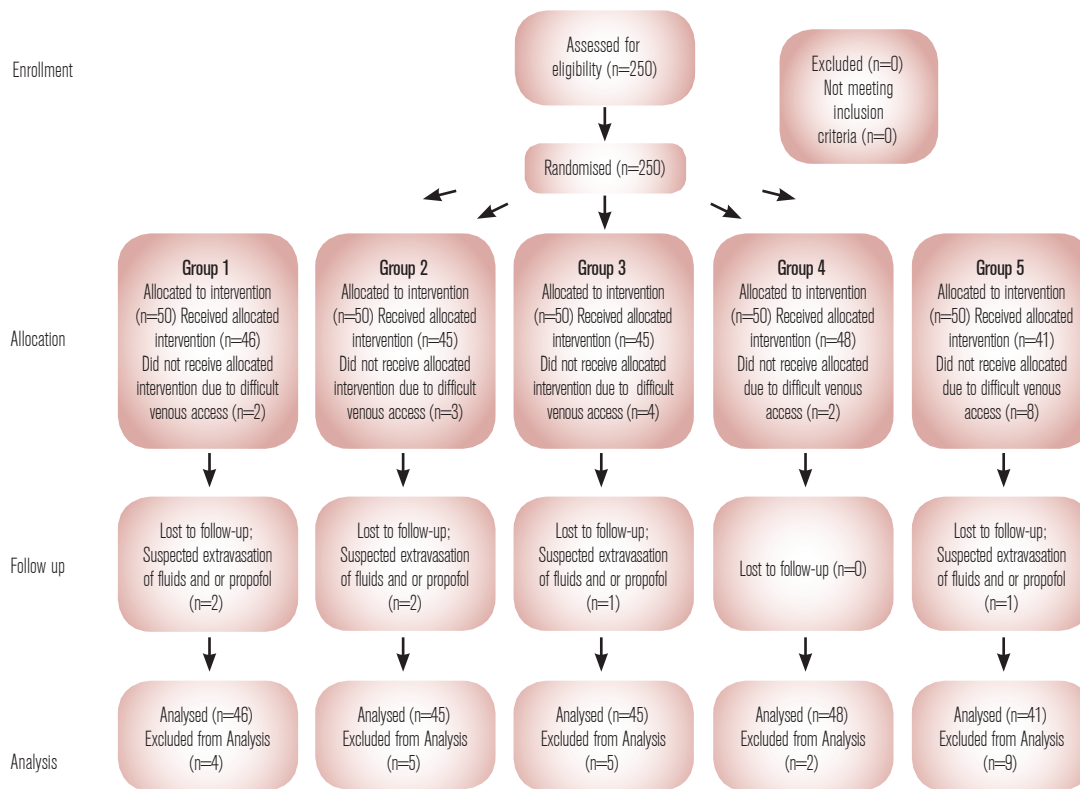 Enrollment
Assessed for
eligibility (n=250)
Excluded (n=0)
Not meeting
inclusion
criteria (n=0)
Randomised (n=250)
Allocation
Group 1
Allocated to intervention
(n=50) Received allocated
intervention (n=46)
Did not receive allocated
intervention due to difficult
venous access (n=2)
Group 2
Allocated to intervention
(n=50) Received allocated
intervention (n=45)
Did not receive allocated
intervention due to difficult
venous access (n=3)
Group 3
Allocated to intervention
(n=50) Received allocated
intervention (n=45)
Did not receive allocated
intervention due to difficult
venous access (n=4)
Group 4
Allocated to intervention
(n=50) Received allocated
intervention (n=48)
Did not receive allocated
due to difficult venous
access (n=2)
Group 5
Allocated to intervention
(n=50) Received allocated
intervention (n=41)
Did not receive allocated
due to difficult venous
access (n=8)
Follow up
Lost to follow-up;
Suspected extravasation
of fluids and or propofol
(n=2)
Lost to follow-up;
Suspected extravasation
of fluids and or propofol
(n=2)
Lost to follow-up;
Suspected extravasation
of fluids and or propofol
(n=1)
Lost to follow-up (n=0)
Lost to follow-up;
Suspected extravasation
of fluids and or propofol
(n=1)
Analysis
Analysed (n=46)
Excluded from Analysis
(n=4)
Analysed (n=45)
Excluded from Analysis
(n=5)
Analysed (n=45)
Excluded from Analysis
(n=5)
Analysed (n=48)
Excluded from Analysis
(n=2)
Analysed (n=41)
Excluded from Analysis
(n=9)